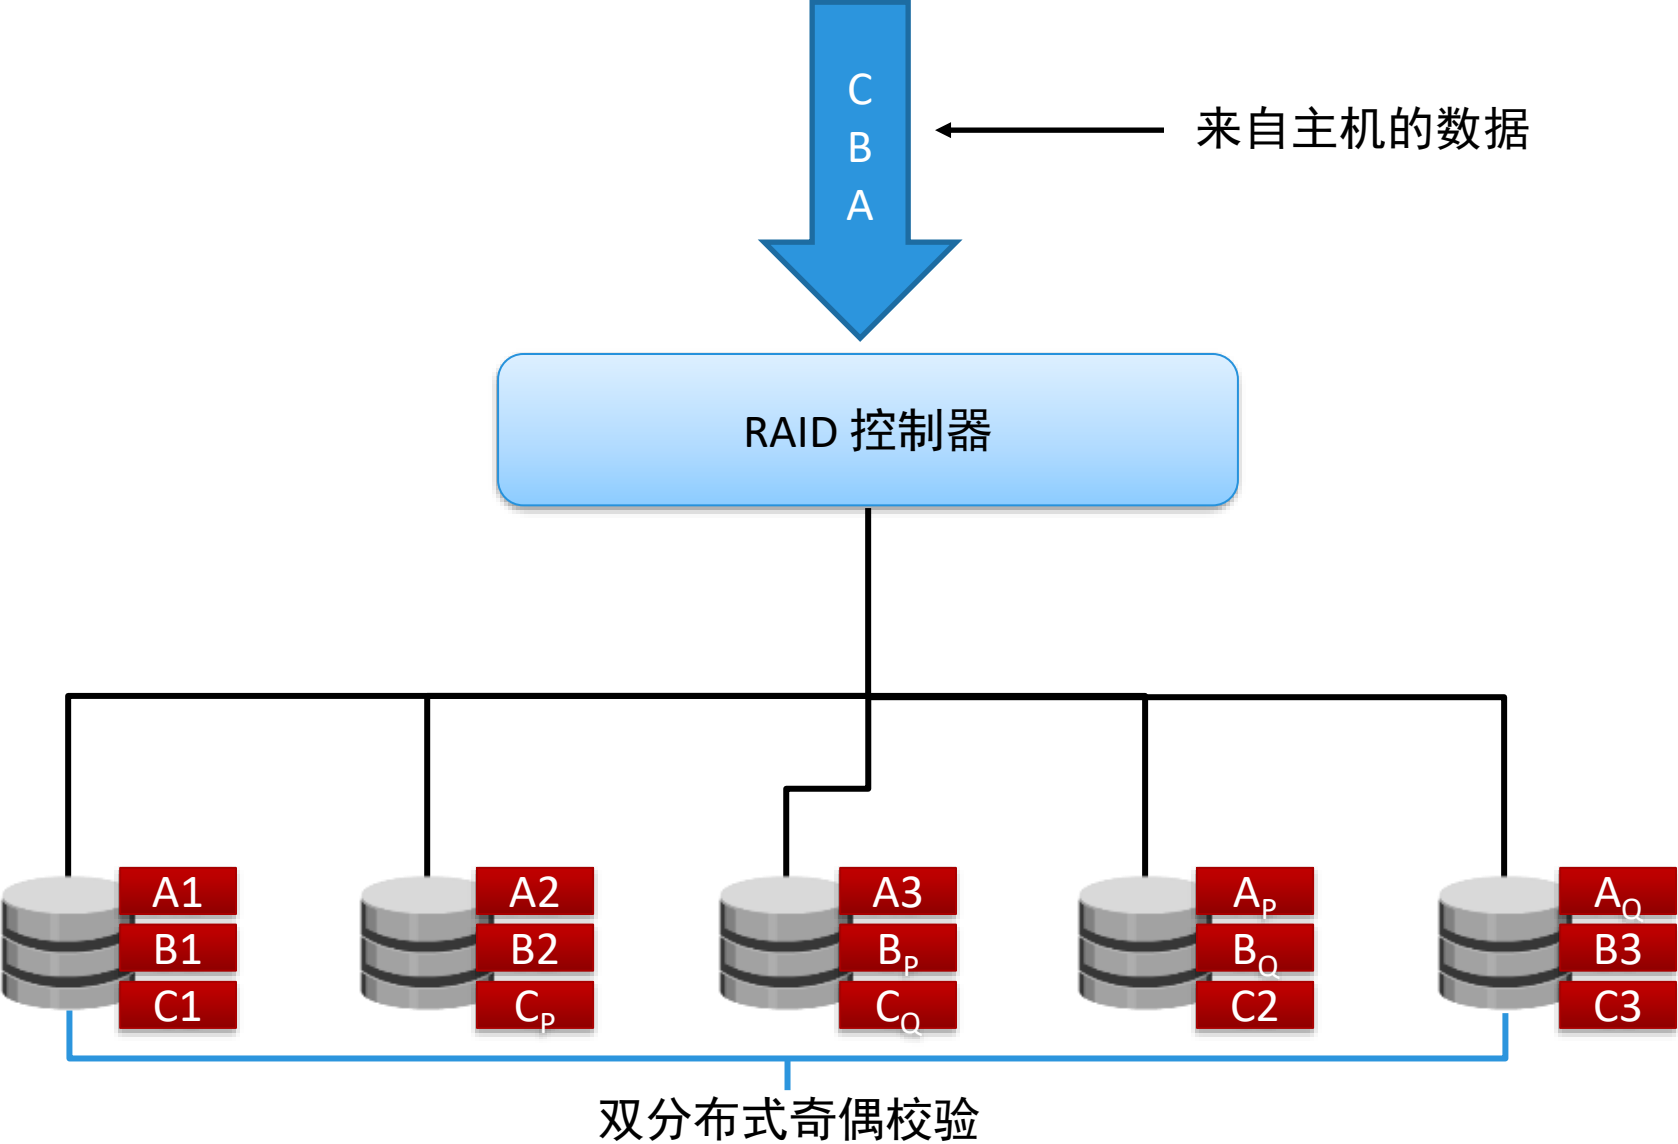 C
B
A
来自主机的数据
RAID 控制器
A1 A2 A3 AP AQ
B1 B2 BP BQ B3
C1 CP CQ C2 C3
双分布式奇偶校验